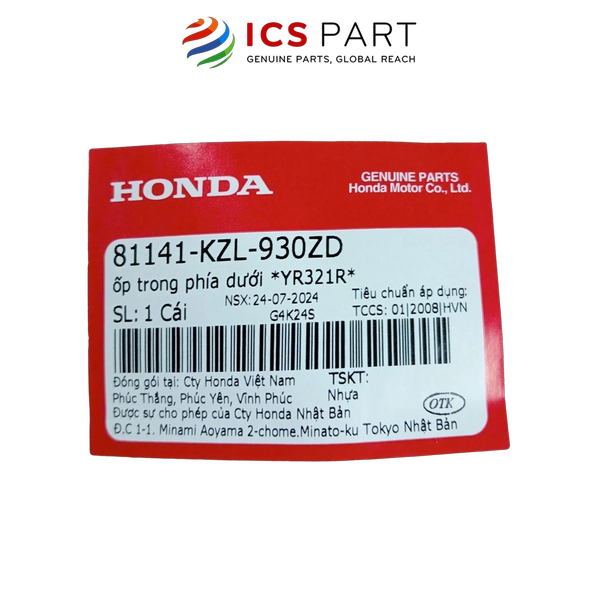 ICS PART
GENUINE PARTS, GLOBAL REACH
HONDA
GENUINE PARTS
Honda Motor Co., Ltd.
81141-KZL-930ZD
ốp trong phía dưới *YR321R*
NSX: 24-07-2024
Tiêu chuẩn áp dụng:
SL: 1 Cái
G4K24S
TCCS: 01|2008|HVN
Đóng gói tại: Cty Honda Việt Nam
TSKT:
Phúc Thắng, Phúc Yên, Vĩnh Phúc
Nhựa
Được sự cho phép của Cty Honda Nhật Bản
OTK
Đ.C 1-1. Minami Aoyama 2-chome.Minato-ku Tokyo Nhật Bản